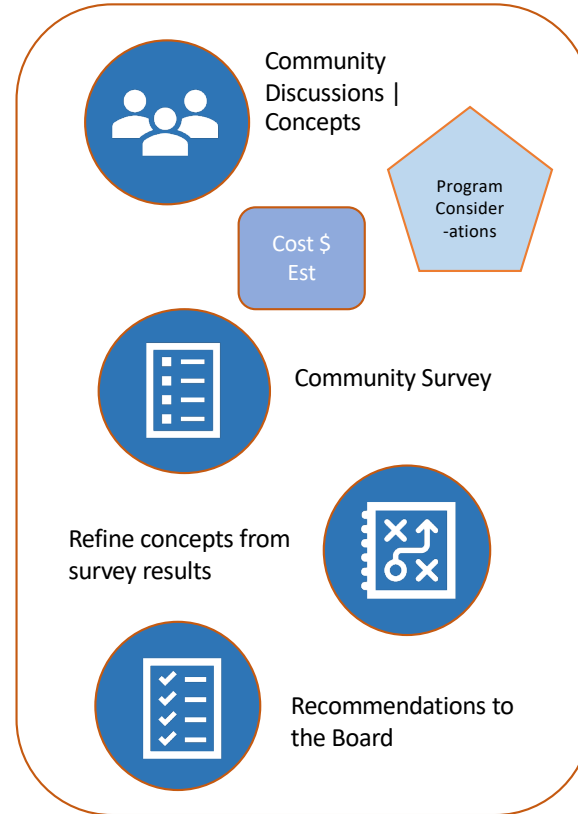 Community
Discussions |
Concepts
Program
Consider
-ations
Cost $
Est
Community Survey
Refine concepts from
survey results
Recommendations to
the Board